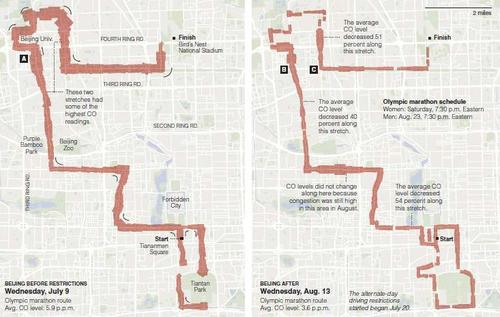 Beijing Univ.
FOURTH RING RD.
Finish
Bird's Nest
National Stadium
A
THIRD RING RD.
These two
stretches had
some of the
highest CO
readings.
SECOND RING RD.
Purple
Bamboo
Park
Beijing
Zoo
THIRD RING RD.
Forbidden
City
Start
Tiananmen
Square
Tiantan
Park
BEIJING BEFORE RESTRICTIONS
Wednesday, July 9
Olympic marathon route
Avg. CO level: 5.9 p.p.m.
2 miles
The average
CO level
decreased 51
percent along
this stretch.
Finish
B
C
The average
CO level
decreased 40
percent along
this stretch.
Olympic marathon schedule
Women: Saturday, 7:30 p.m. Eastern
Men: Aug. 23, 7:30 p.m. Eastern
CO levels did not change
along here because
congestion was still high
in this area in August.
The average CO
level decreased
54 percent along
this stretch.
Start
BEIJING AFTER
Wednesday, Aug. 13
Olympic marathon route
Avg. CO level: 3.6 p.p.m.
The alternate-day
driving restrictions
started began July 20.